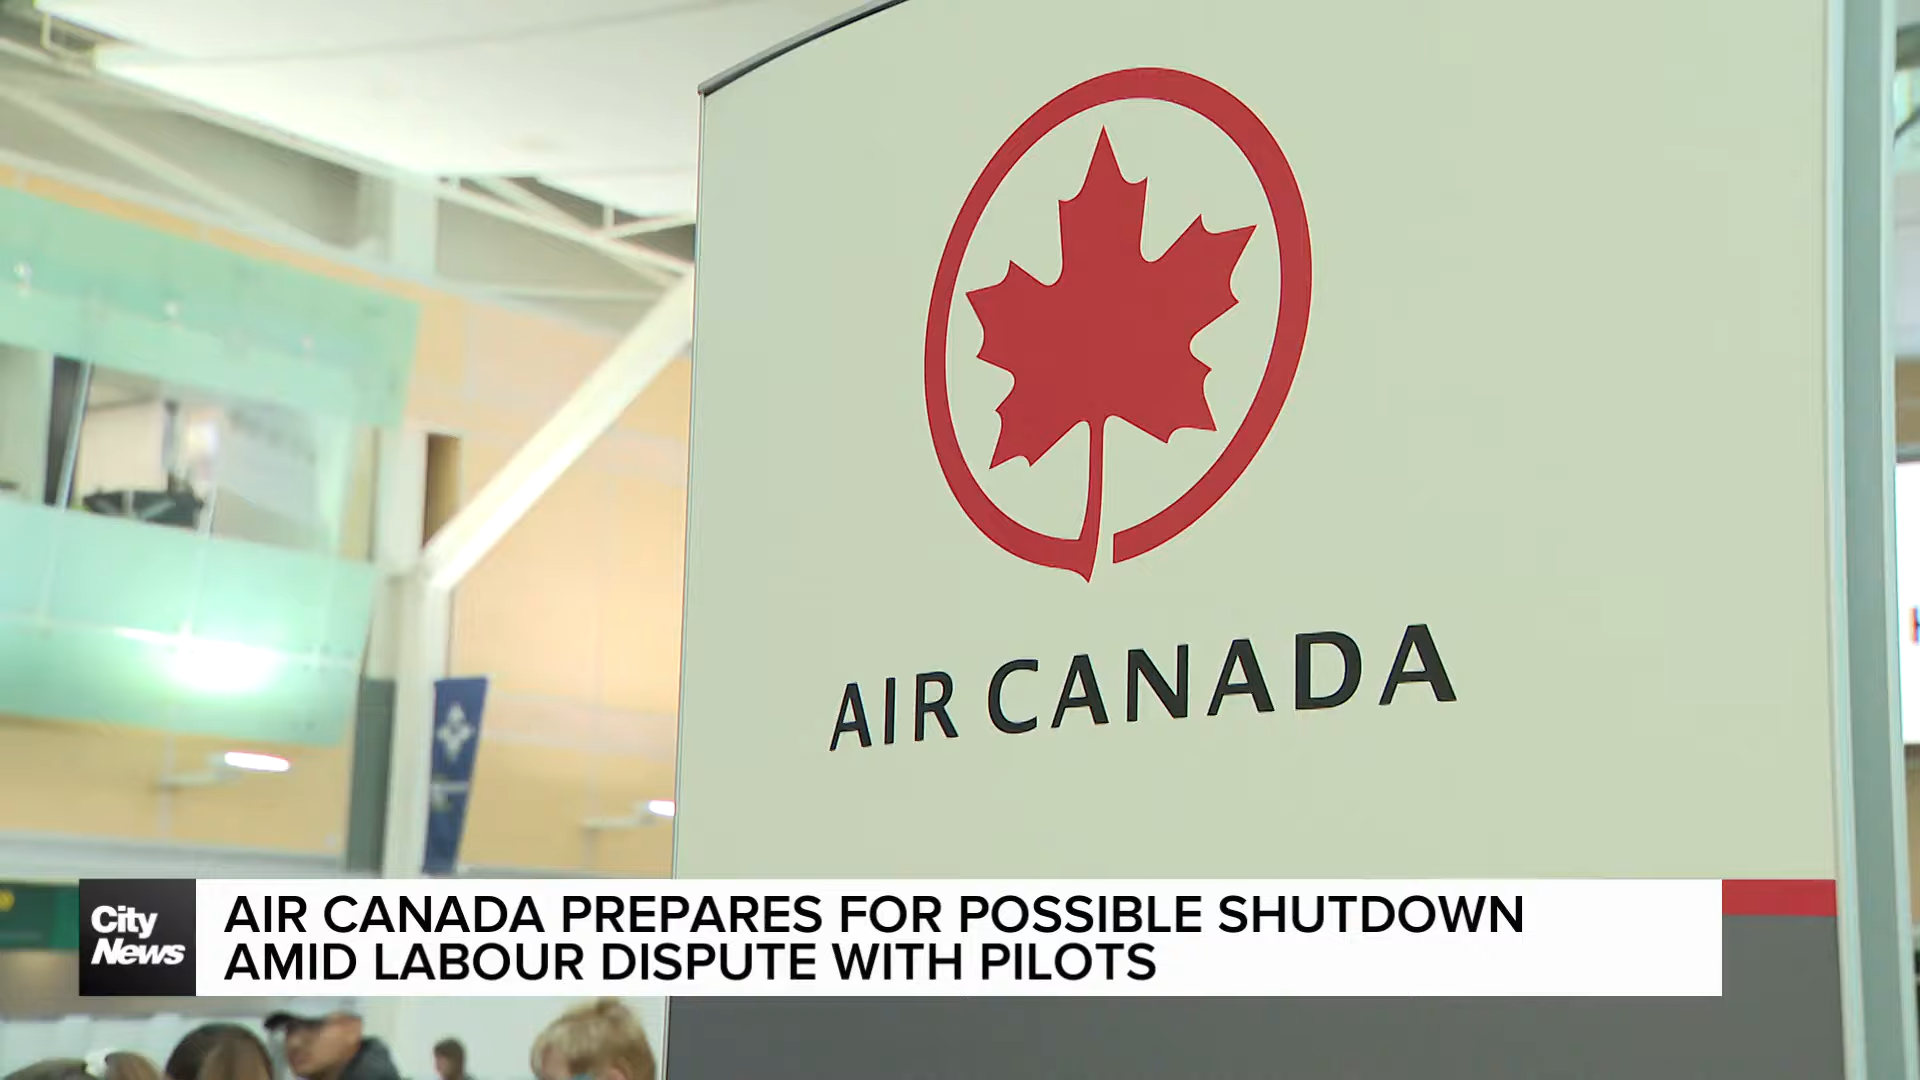 AIR CANADA
City
News
AIR CANADA PREPARES FOR POSSIBLE SHUTDOWN
AMID LABOUR DISPUTE WITH PILOTS